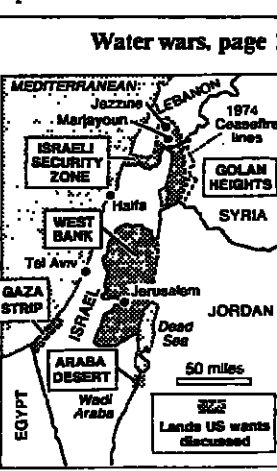 Water wars, page
MEDITERRANEAN
LEBANON
Jazzine
Marjayoun
1974
Ceasefire
lines
ISRAELI
SECURITY
ZONE
GOLAN
HEIGHTS
Haifa
SYRIA
WEST
BANK
Tel Aviv
GAZA
STRIP
ISRAEL
Jerusalem
JORDAN
Dead
Sea
ARABA
DESERT
50 miles
Wadi
Araba
EGYPT
Lands US wants
discussed